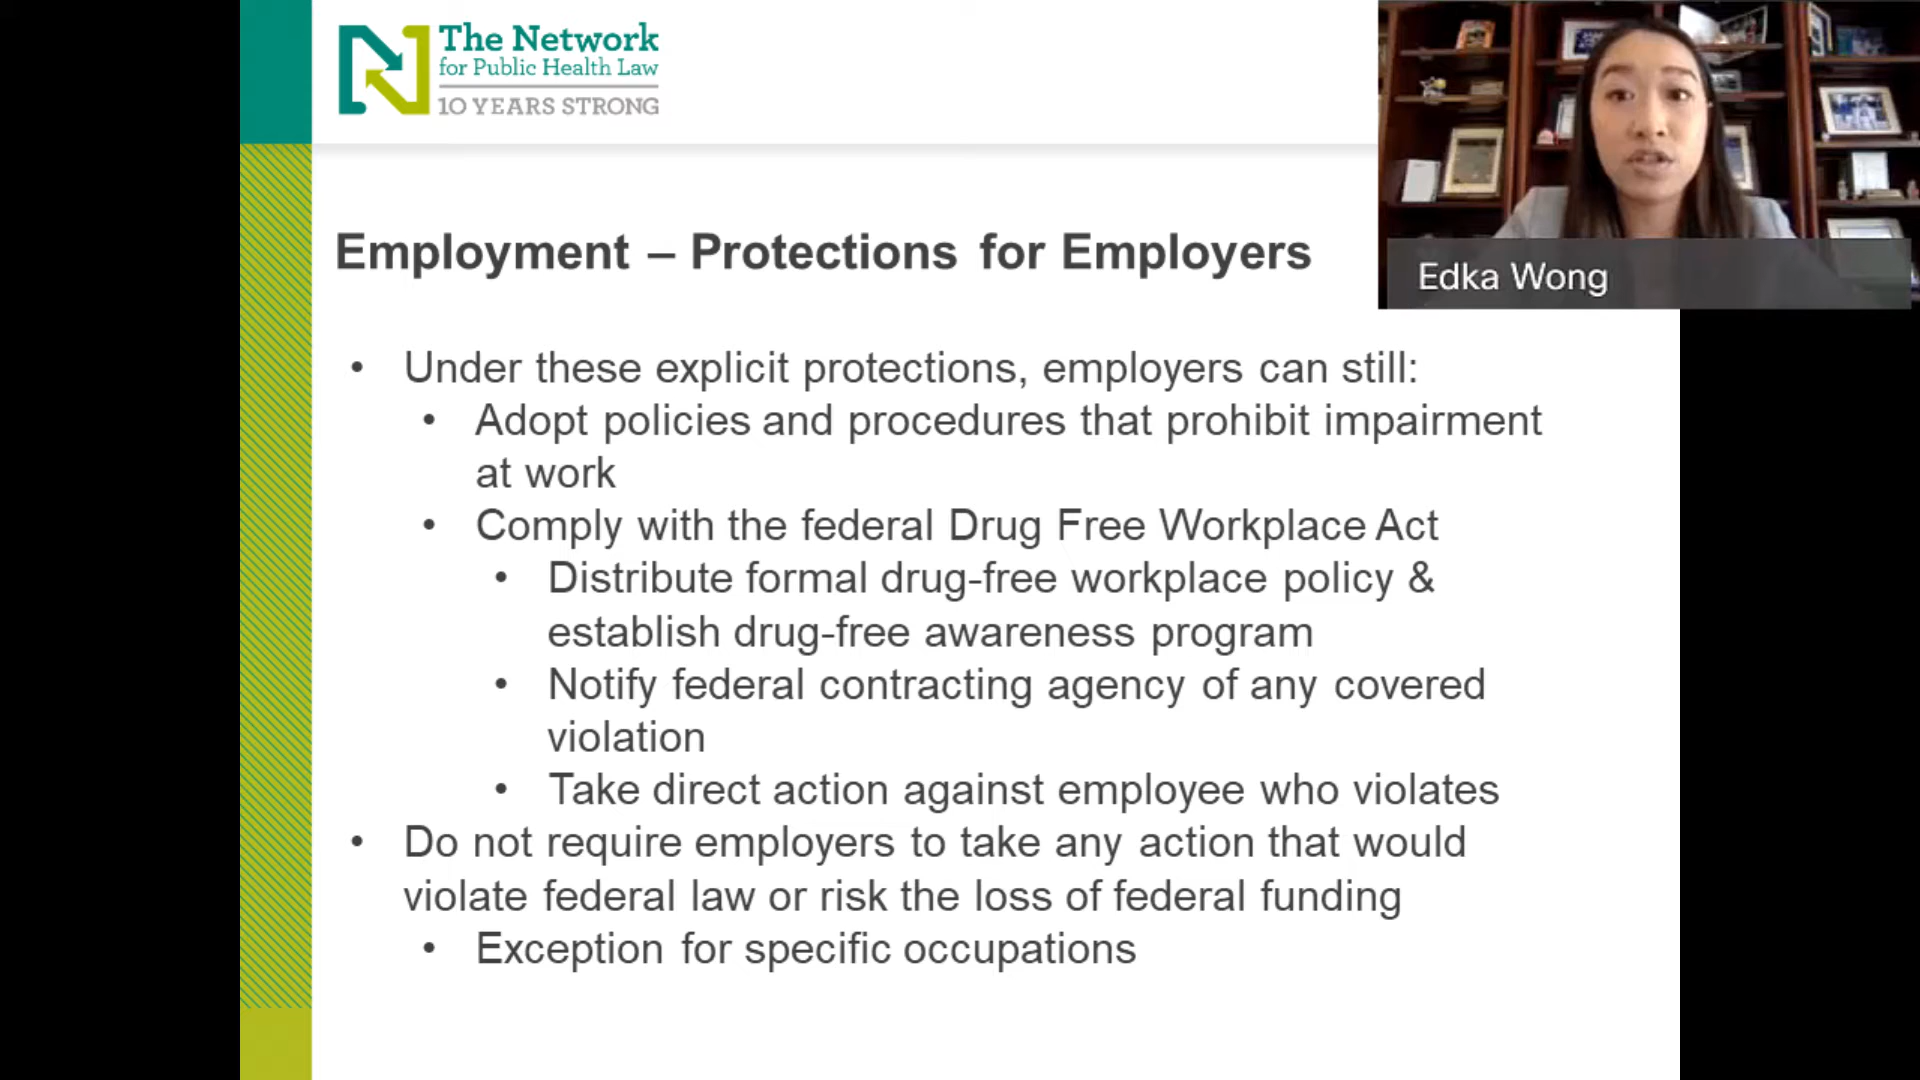 The Network
for Public Health Law
10 YEARS STRONG
Edka Wong
Employment – Protections for Employers
• Under these explicit protections, employers can still:
• Adopt policies and procedures that prohibit impairment
at work
• Comply with the federal Drug Free Workplace Act
• Distribute formal drug-free workplace policy &
establish drug-free awareness program
• Notify federal contracting agency of any covered
violation
• Take direct action against employee who violates
• Do not require employers to take any action that would
violate federal law or risk the loss of federal funding
• Exception for specific occupations